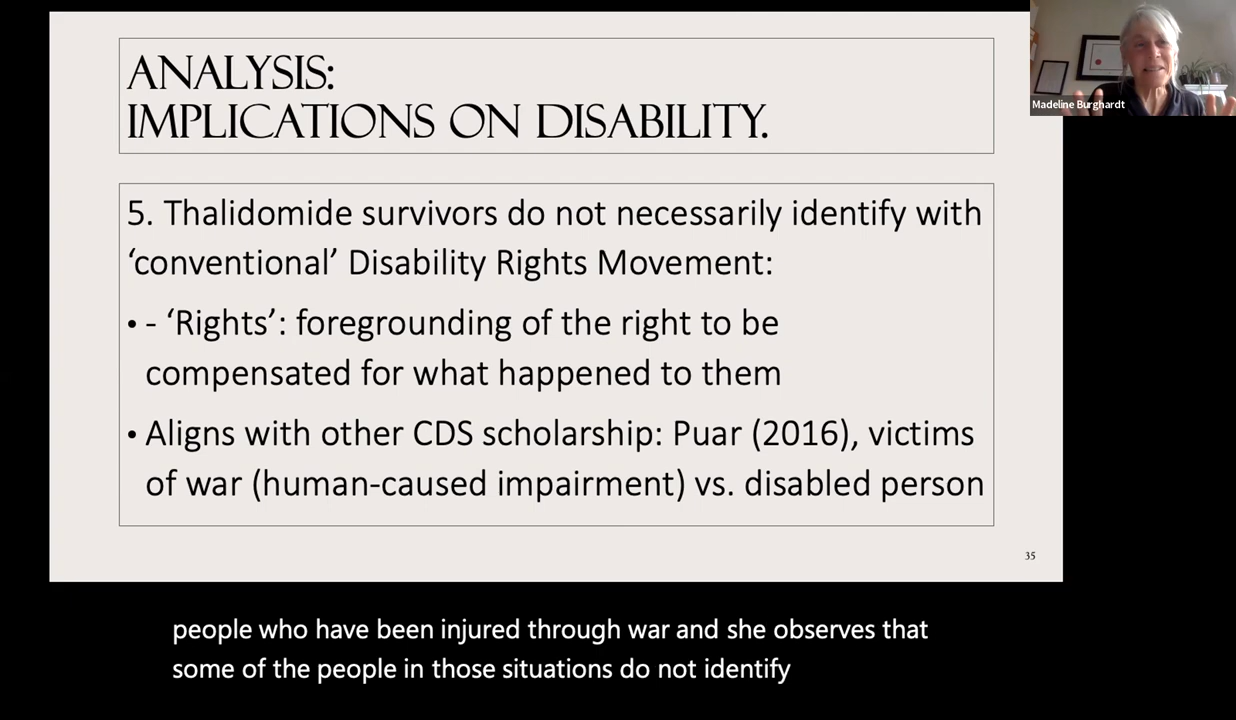 ANALYSIS:
IMPLICATIONS ON DISABILITY.
Madeline Burghardt
5. Thalidomide survivors do not necessarily identify with
‘conventional’ Disability Rights Movement:
• - ‘Rights’: foregrounding of the right to be
compensated for what happened to them
• Aligns with other CDS scholarship: Puar (2016), victims
of war (human-caused impairment) vs. disabled person
35
people who have been injured through war and she observes that
some of the people in those situations do not identify